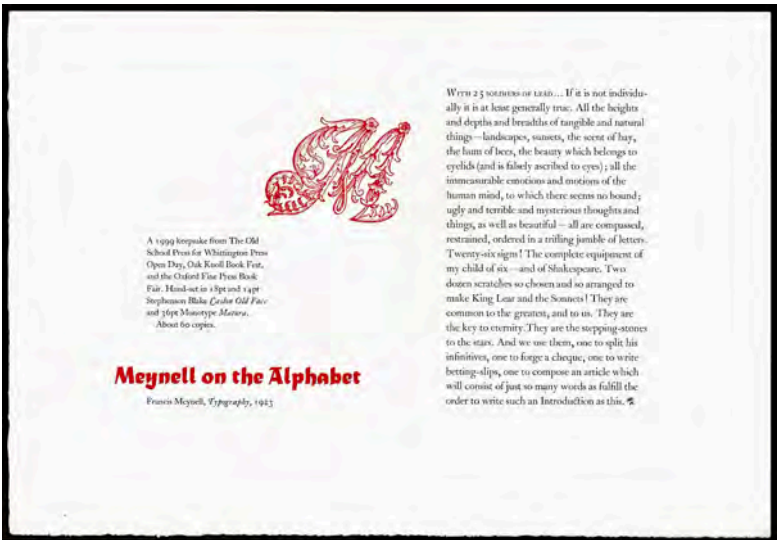 M
A 1999 keepsake from The Old
School Press for Whittington Press
Open Day, Oak Knoll Book Fest,
and the Oxford Fine Press Book
Fair. Hand-set in 18pt and 14pt
Stephenson Blake Caslon Old Face
and 36pt Monotype Matura.
About 60 copies.
Meynell on the Alphabet
Francis Meynell, Typography, 1923
WITH 25 SOLDIERS OF LEAD... If it is not individu-
ally it is at least generally true. All the heights
and depths and breadths of tangible and natural
things—landscapes, sunsets, the scent of hay,
the hum of bees, the beauty which belongs to
eyelids (and is falsely ascribed to eyes); all the
immeasurable emotions and motions of the
human mind, to which there seems no bound;
ugly and terrible and mysterious thoughts and
things, as well as beautiful – all are compassed,
restrained, ordered in a trifling jumble of letters.
Twenty-six signs! The complete equipment of
my child of six—and of Shakespeare. Two
dozen scratches so chosen and so arranged to
make King Lear and the Sonnets! They are
common to the greatest, and to us. They are
the key to eternity. They are the stepping-stones
to the stars. And we use them, one to split his
infinitives, one to forge a cheque, one to write
betting-slips, one to compose an article which
will consist of just so many words as fulfill the
order to write such an Introduction as this.